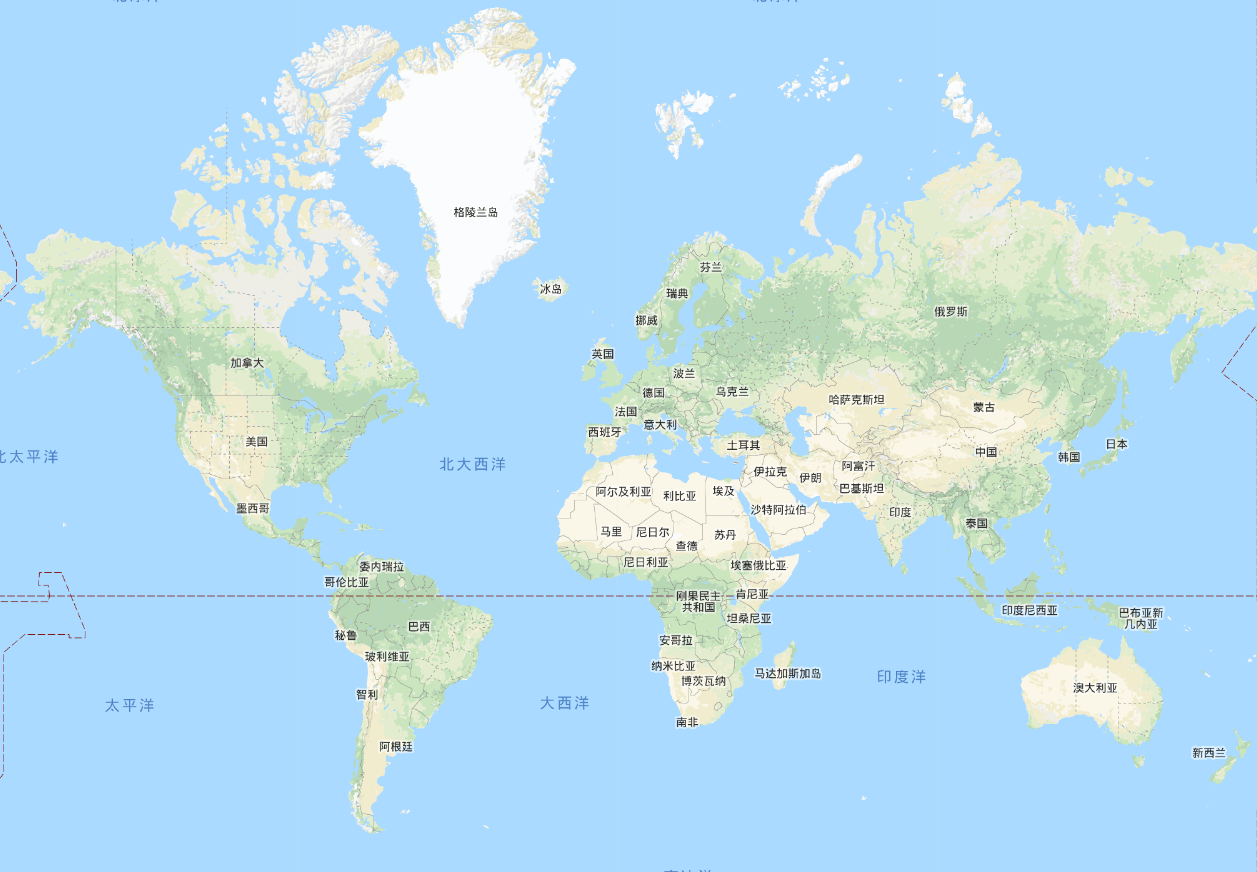 格陵兰岛
冰岛
芬兰
瑞典
挪威
俄罗斯
英国
加拿大
波兰
德国
乌克兰
哈萨克斯坦
蒙古
法国
意大利
西班牙
美国
土耳其
中国
日本
韩国
北太平洋
北大西洋
伊拉克
伊朗
阿富汗
巴基斯坦
阿尔及利亚
利比亚
埃及
沙特阿拉伯
印度
墨西哥
泰国
马里
尼日尔
苏丹
查德
尼日利亚
埃塞俄比亚
委内瑞拉
哥伦比亚
刚果民主
共和国
肯尼亚
印度尼西亚
巴布亚新
几内亚
坦桑尼亚
巴西
秘鲁
安哥拉
玻利维亚
纳米比亚
博茨瓦纳
马达加斯加岛
印度洋
澳大利亚
智利
太平洋
大西洋
南非
阿根廷
新西兰